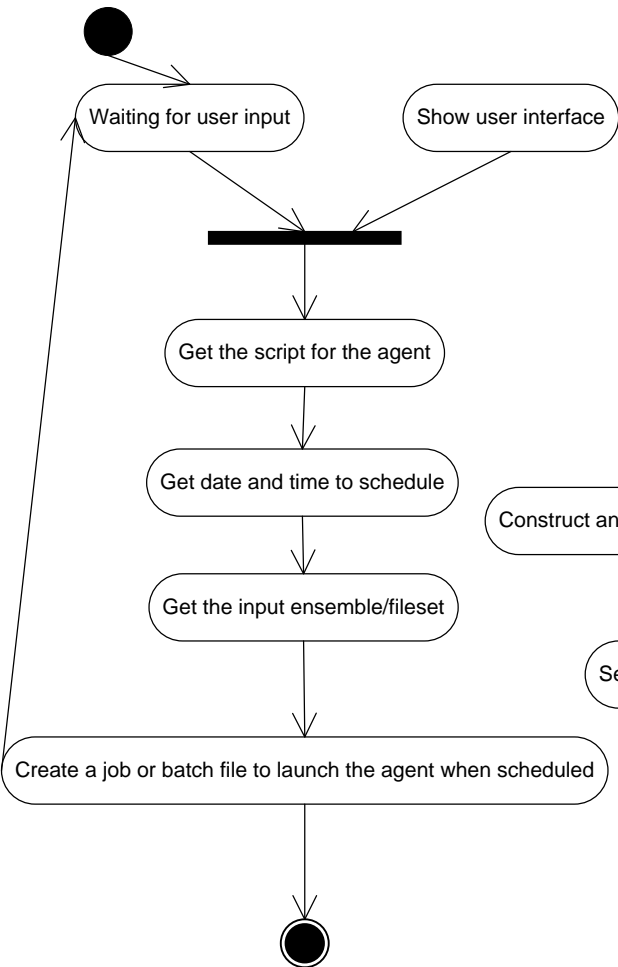 Waiting for user input
Show user interface
Get the script for the agent
Get date and time to schedule
Construct an
Get the input ensemble/fileset
Se
Create a job or batch file to launch the agent when scheduled